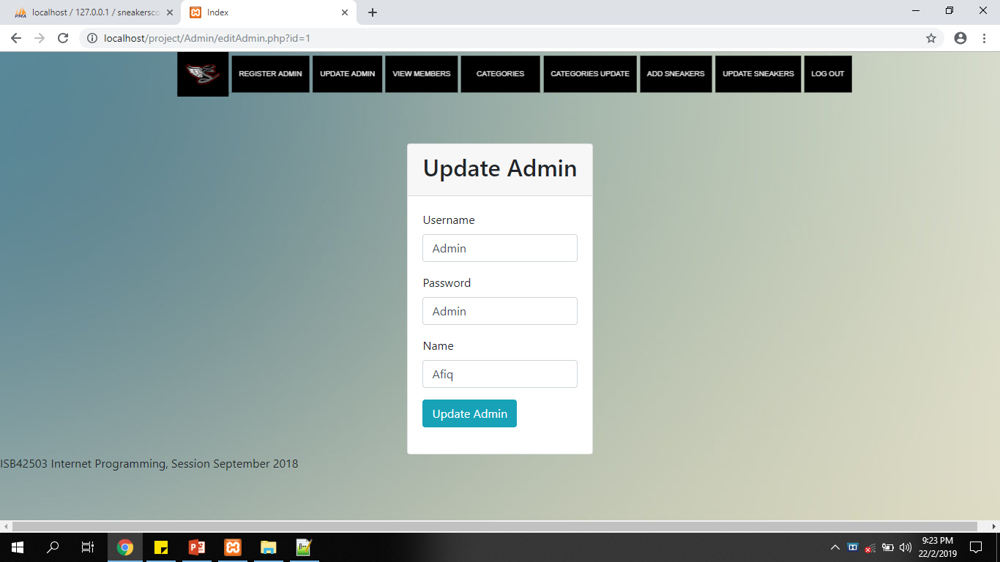 localhost / 127.0.0.1 / sneakersco
Index
localhost/project/Admin/editAdmin.php?id=1
REGISTER ADMIN
UPDATE ADMIN
VIEW MEMBERS
CATEGORIES
CATEGORIES UPDATE
ADD SNEAKERS
UPDATE SNEAKERS
LOG OUT
Update Admin
Username
Admin
Password
Admin
Name
Afiq
Update Admin
ISB42503 Internet Programming, Session September 2018
9:23 PM
22/2/2019